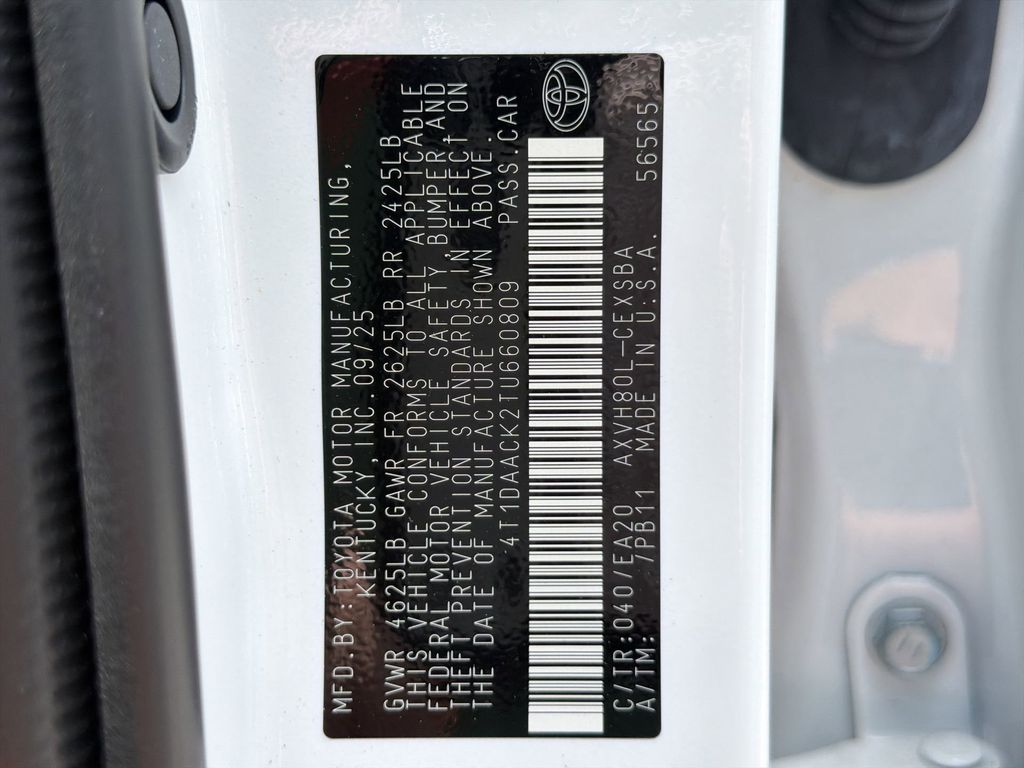 MFD.BY:TOYOTA MOTOR MANUFACTURING,
KENTUCKY,INC.09/25
GVWR 4625LB GAWR FR 2625LB RR 2425LB
THIS VEHICLE CONFORMS TO ALL APPLICABLE
FEDERAL MOTOR VEHICLE SAFETY,BUMPER,AND
THEFT PREVENTION STANDARDS IN EFFECT ON
THE DATE OF MANUFACTURE SHOWN ABOVE.
4T1DAACK2TU660809 PASS.CAR
C/TR:040/EA20 AXVH80L-CEXSBA 56565
A/TM: /PB11 MADE IN U.S.A.